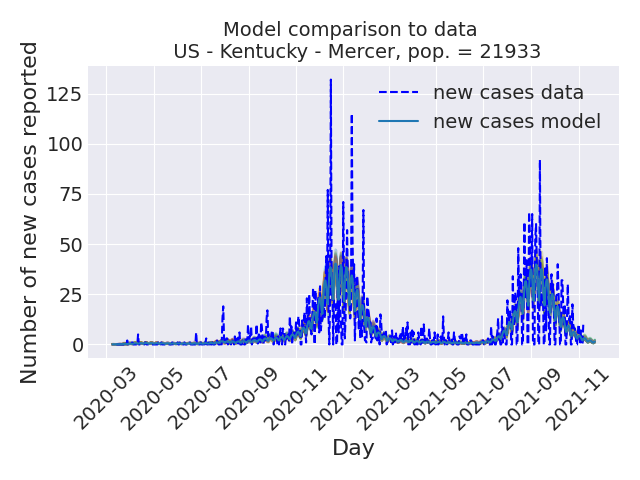 Model comparison to data
US - Kentucky - Mercer, pop. = 21933
Number of new cases reported
125
100
75
50
25
0
new cases data
new cases model
2020-03
2020-05
2020-07
2020-09
2020-11
2021-01
2021-03
2021-05
2021-07
2021-09
2021-11
Day